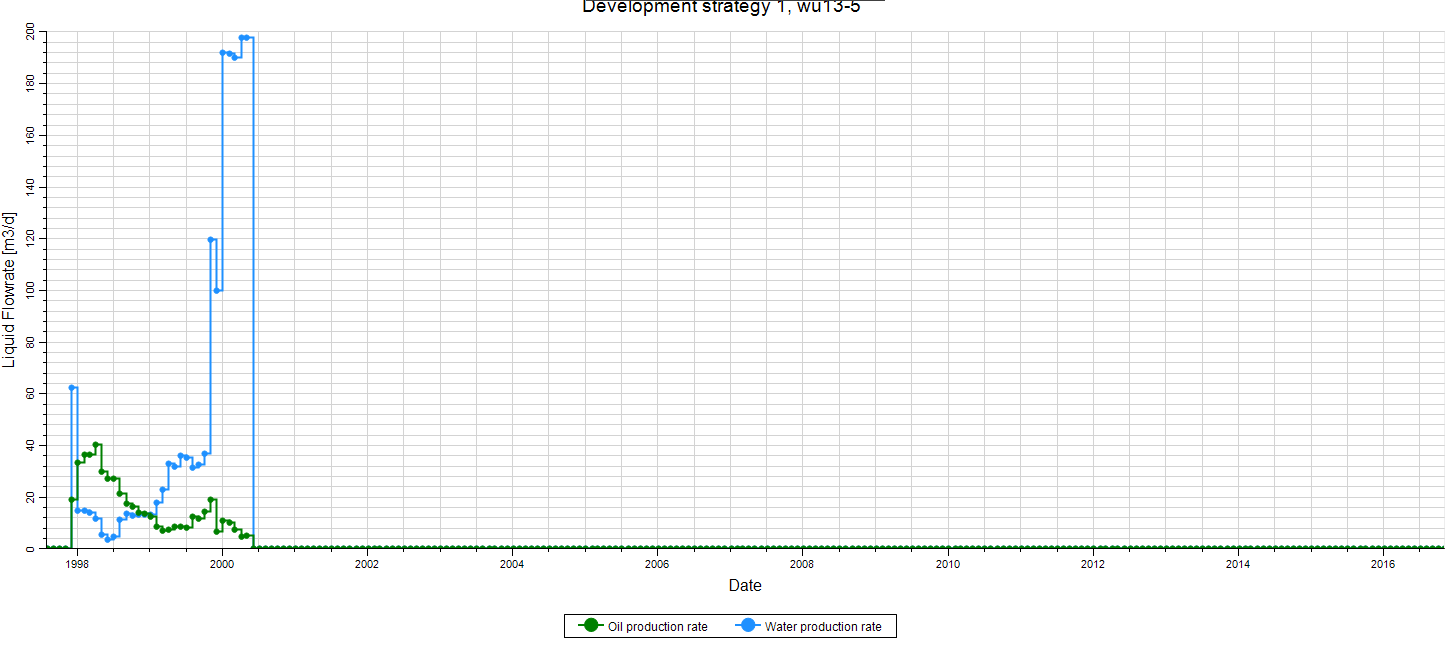 Development strategy 1, wu13-5
Liquid Flowrate [m3/d]
200
180
160
140
120
100
80
60
40
20
0
1998 2000 2002 2004 2006 2008 2010 2012 2014 2016
Date
Oil production rate Water production rate